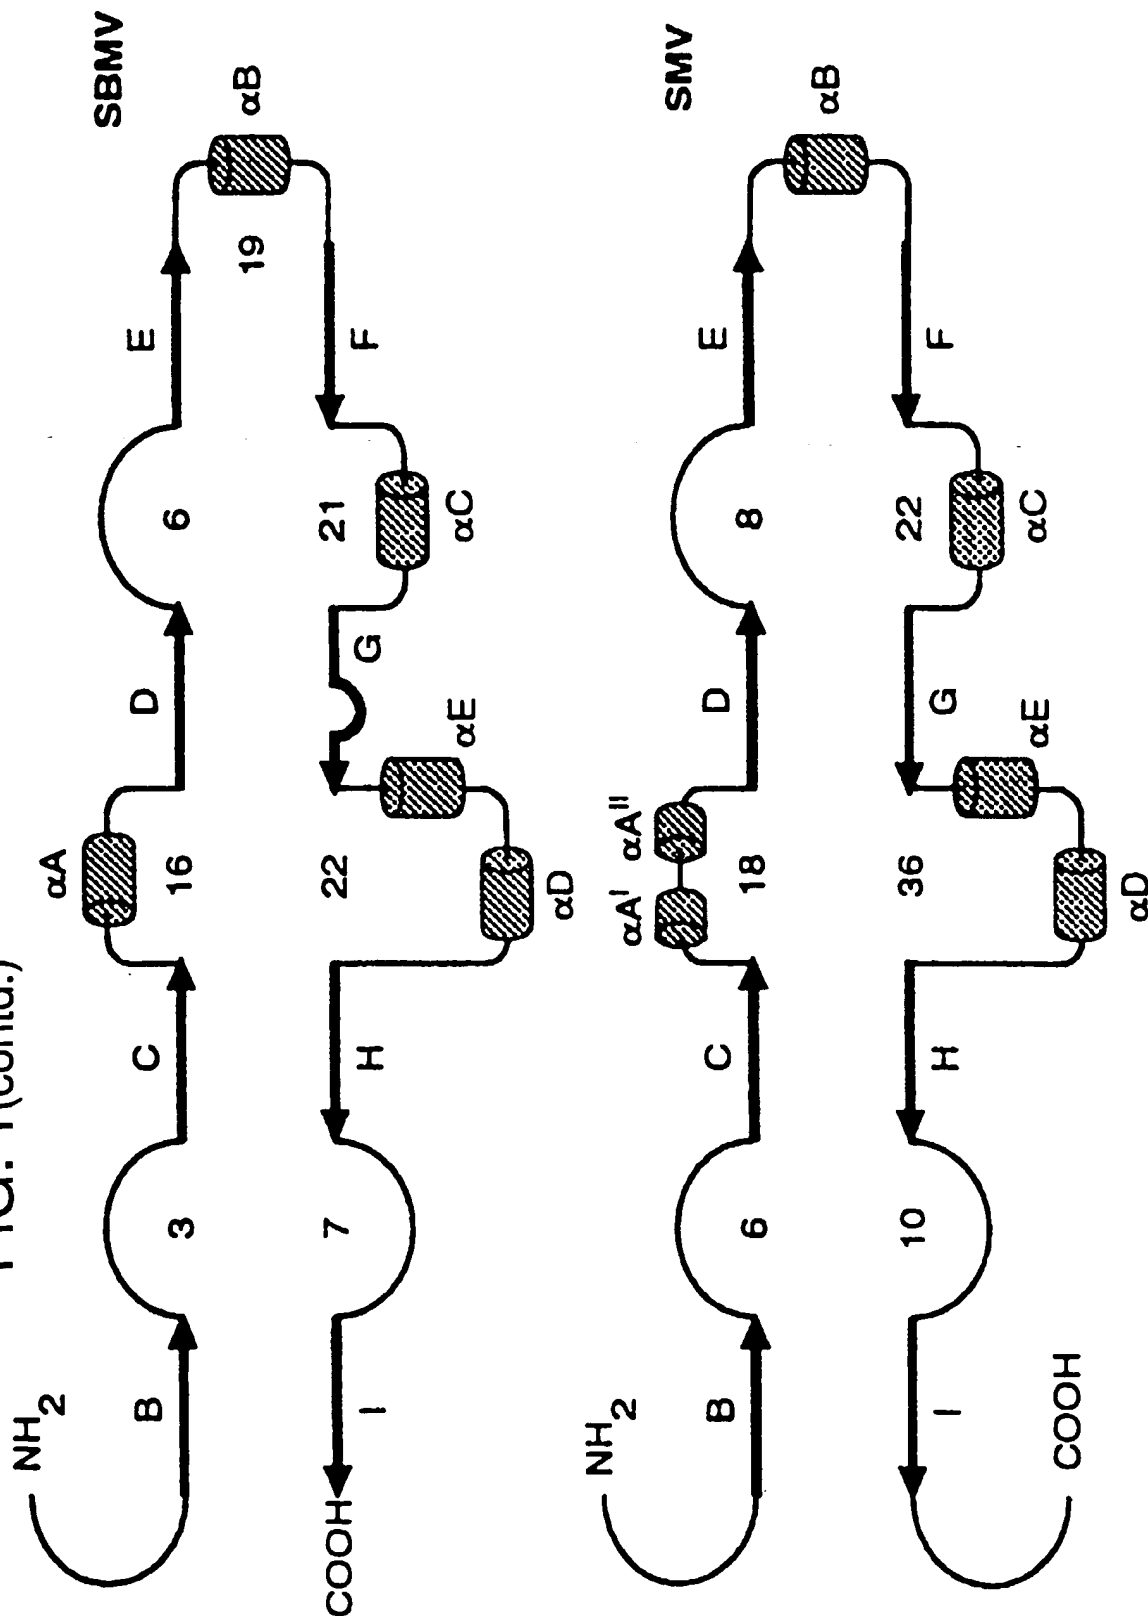 FIG. 1(contd.)
SBMV
NH2
B
3
C
αA
16
D
6
E
19
αB
F
21
αC
G
22
αE
αD
H
7
I
COOH
SMV
NH2
B
6
C
αA' αA"
18
D
8
E
αB
F
22
αC
G
36
αE
αD
H
10
I
COOH